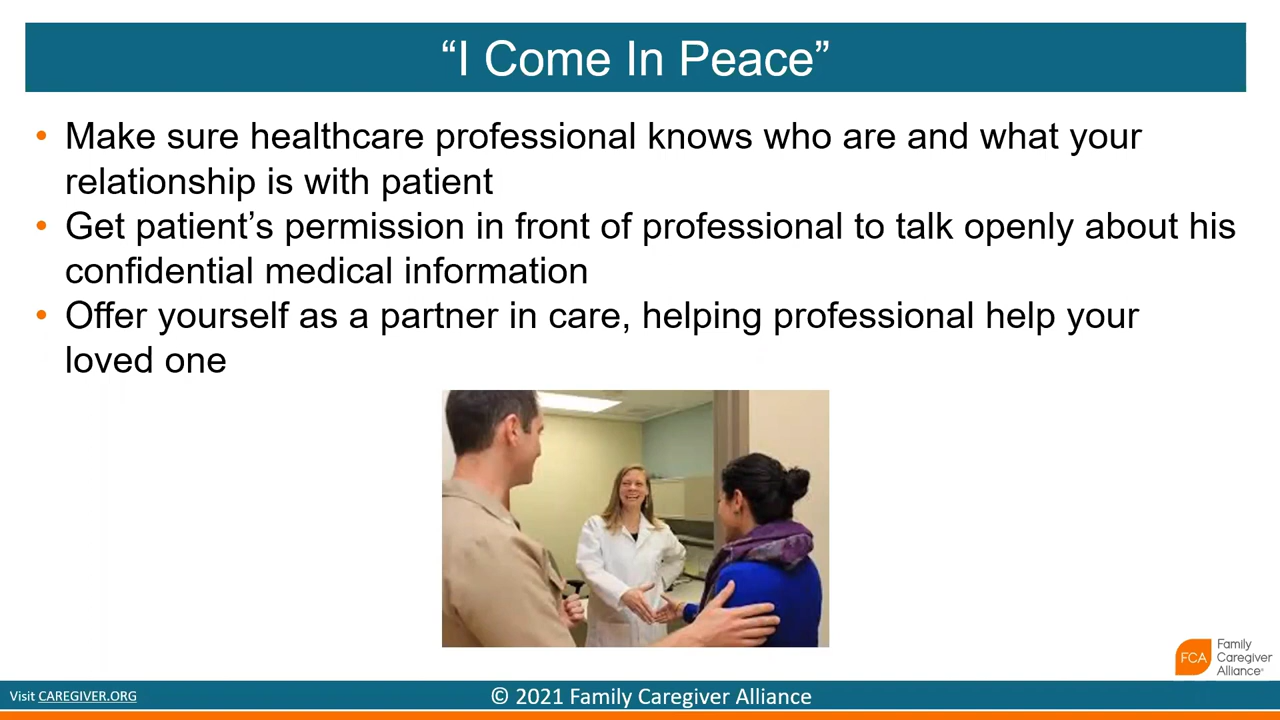 “I Come In Peace”
• Make sure healthcare professional knows who are and what your
relationship is with patient
• Get patient’s permission in front of professional to talk openly about his
confidential medical information
• Offer yourself as a partner in care, helping professional help your
loved one
FCA
Family
Caregiver
Alliance®
Visit CAREGIVER.ORG
© 2021 Family Caregiver Alliance